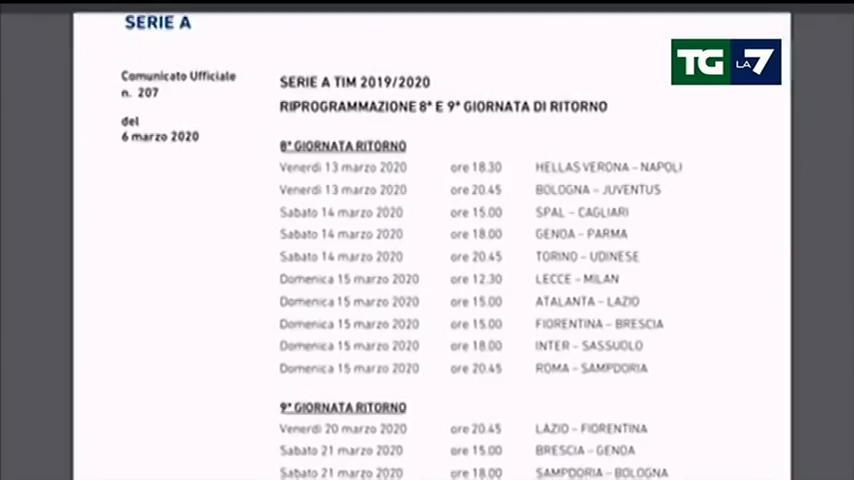 SERIE A
TG LA 7
Comunicato Ufficiale
n. 207
del
6 marzo 2020
SERIE A TIM 2019/2020
RIPROGRAMMAZIONE 8ª E 9ª GIORNATA DI RITORNO
8ª GIORNATA RITORNO
Venerdì 13 marzo 2020 ore 18.30 HELLAS VERONA – NAPOLI
Venerdì 13 marzo 2020 ore 20.45 BOLOGNA – JUVENTUS
Sabato 14 marzo 2020 ore 15.00 SPAL – CAGLIARI
Sabato 14 marzo 2020 ore 18.00 GENOA – PARMA
Sabato 14 marzo 2020 ore 20.45 TORINO – UDINESE
Domenica 15 marzo 2020 ore 12.30 LECCE – MILAN
Domenica 15 marzo 2020 ore 15.00 ATALANTA – LAZIO
Domenica 15 marzo 2020 ore 15.00 FIORENTINA – BRESCIA
Domenica 15 marzo 2020 ore 18.00 INTER – SASSUOLO
Domenica 15 marzo 2020 ore 20.45 ROMA – SAMPDORIA
9ª GIORNATA RITORNO
Venerdì 20 marzo 2020 ore 20.45 LAZIO – FIORENTINA
Sabato 21 marzo 2020 ore 15.00 BRESCIA – GENOA
Sabato 21 marzo 2020 ore 18.00 SAMPDORIA – BOLOGNA